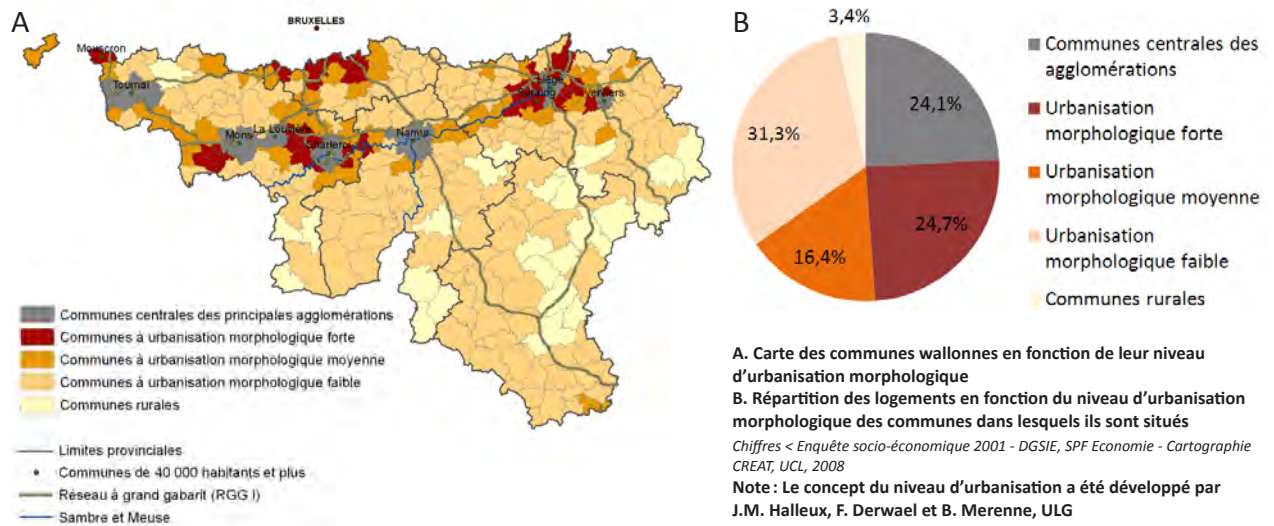 A
BRUXELLES
Mouscron
Tournai
Mons
La Louvière
Charleroi
Namur
Liège
Seraing
Verviers
Communes centrales des principales agglomérations
Communes à urbanisation morphologique forte
Communes à urbanisation morphologique moyenne
Communes à urbanisation morphologique faible
Communes rurales
Limites provinciales
Communes de 40 000 habitants et plus
Réseau à grand gabarit (RGG I)
Sambre et Meuse
B
3,4%
24,1%
31,3%
24,7%
16,4%
Communes centrales des
agglomérations
Urbanisation
morphologique forte
Urbanisation
morphologique moyenne
Urbanisation
morphologique faible
Communes rurales
A. Carte des communes wallonnes en fonction de leur niveau
d’urbanisation morphologique
B. Répartition des logements en fonction du niveau d’urbanisation
morphologique des communes dans lesquels ils sont situés
Chiffres < Enquête socio-économique 2001 - DGSIE, SPF Economie - Cartographie
CREAT, UCL, 2008
Note : Le concept du niveau d’urbanisation a été développé par
J.M. Halleux, F. Derwael et B. Merenne, ULG